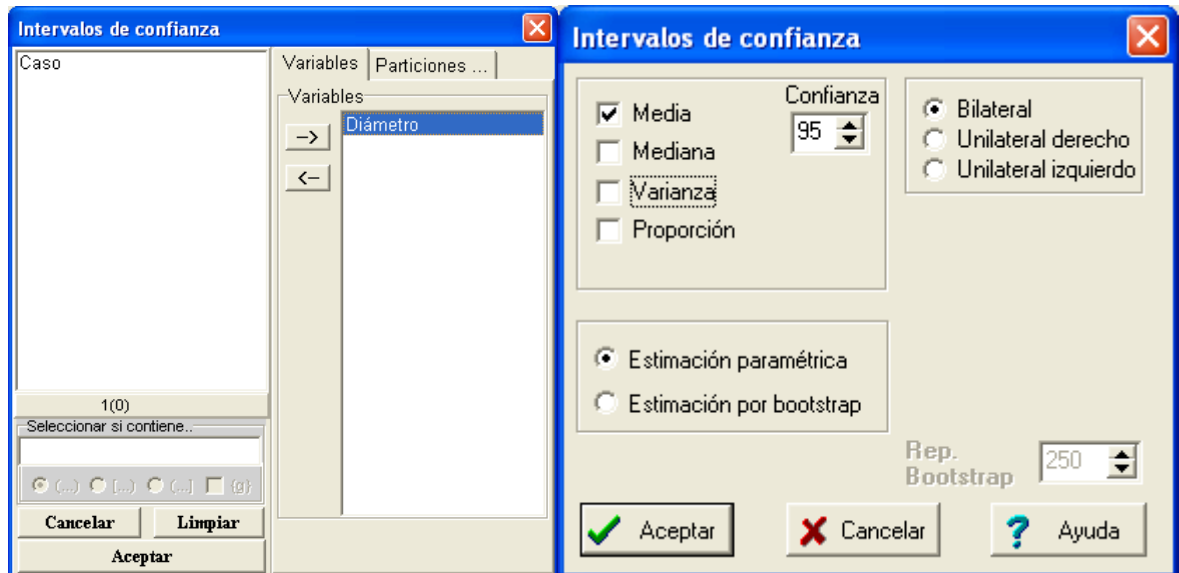 Intervalos de confianza
Caso
1(0)
Seleccionar si contiene..
(...) [...) (...] {g}
Cancelar
Limpiar
Aceptar
Variables
Particiones ...
Variables
-->
<--
Diámetro
Intervalos de confianza
Media
Mediana
Varianza
Proporción
Confianza
95
Bilateral
Unilateral derecho
Unilateral izquierdo
Estimación paramétrica
Estimación por bootstrap
Rep.
Bootstrap
250
Aceptar
Cancelar
Ayuda